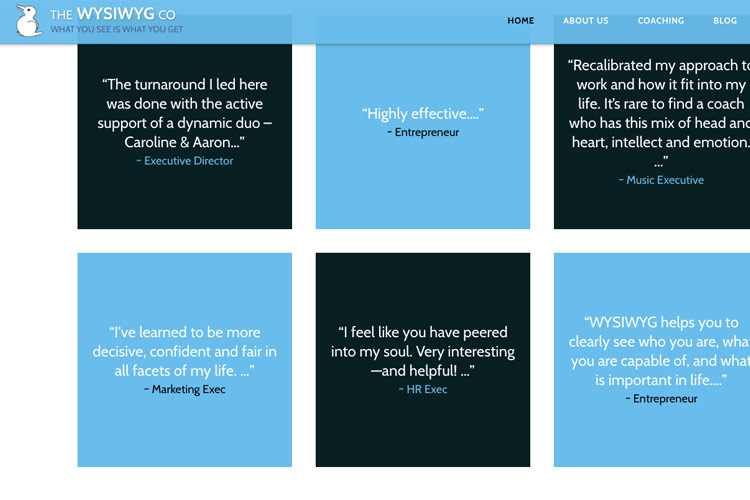 THE WYSIWYG CO
WHAT YOU SEE IS WHAT YOU GET
HOME
ABOUT US
COACHING
BLOG
“The turnaround I led here
was done with the active
support of a dynamic duo –
Caroline & Aaron...”
~ Executive Director
“Highly effective....”
~ Entrepreneur
“Recalibrated my approach to
work and how it fit into my
life. It’s rare to find a coach
who has this mix of head and
heart, intellect and emotion.
...”
~ Music Executive
“I’ve learned to be more
decisive, confident and fair in
all facets of my life. ...”
~ Marketing Exec
“I feel like you have peered
into my soul. Very interesting
—and helpful! ...”
~ HR Exec
“WYSIWYG helps you to
clearly see who you are, what
you are capable of, and what
is important in life....”
~ Entrepreneur